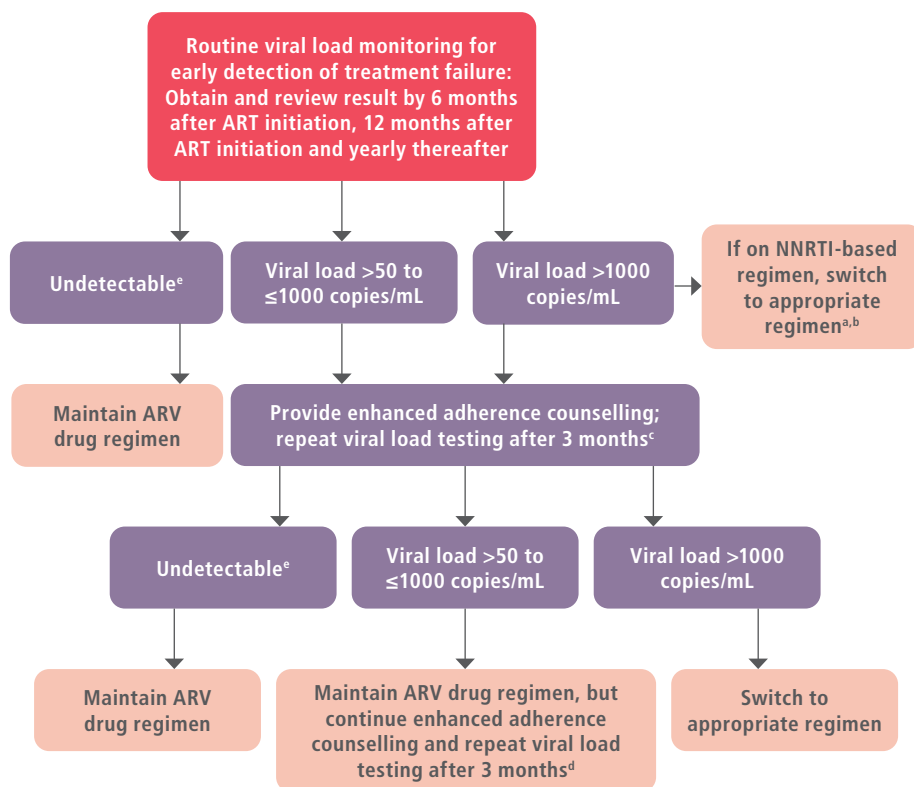 Routine viral load monitoring for
early detection of treatment failure:
Obtain and review result by 6 months
after ART initiation, 12 months after
ART initiation and yearly thereafter
Undetectableᵉ
Viral load >50 to
≤1000 copies/mL
Viral load >1000
copies/mL
If on NNRTI-based
regimen, switch
to appropriate
regimenᵃ,ᵇ
Maintain ARV
drug regimen
Provide enhanced adherence counselling;
repeat viral load testing after 3 monthsᶜ
Undetectableᵉ
Viral load >50 to
≤1000 copies/mL
Viral load >1000
copies/mL
Maintain ARV
drug regimen
Maintain ARV drug regimen, but
continue enhanced adherence
counselling and repeat viral load
testing after 3 monthsᵈ
Switch to
appropriate regimen